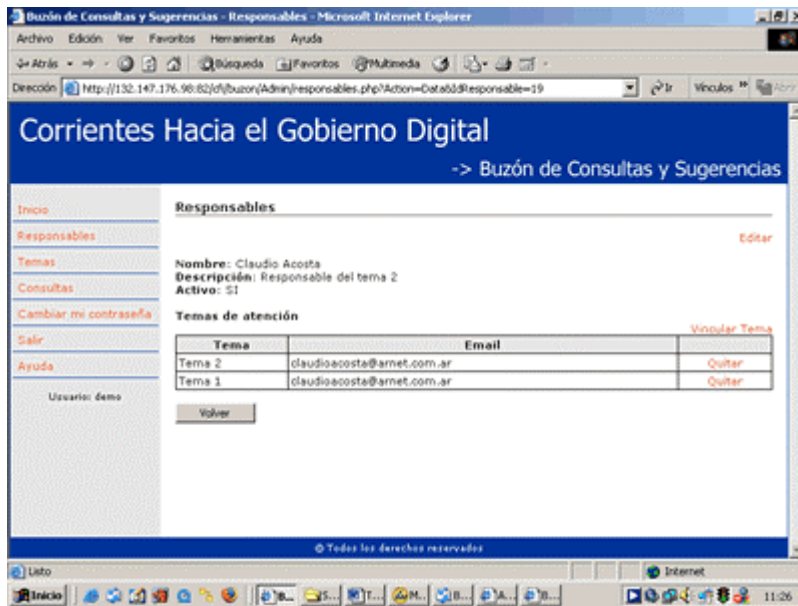 Buzón de Consultas y Sugerencias - Responsables - Microsoft Internet Explorer
Archivo Edición Ver Favoritos Herramientas Ayuda
Atrás Búsqueda Favoritos Multimedia
Dirección http://132.147.176.98:82/dfj/buzon/Admin/responsables.php?Action=Data&IdResponsable=19 Ir Vínculos »
Corrientes Hacia el Gobierno Digital
-> Buzón de Consultas y Sugerencias
Inicio
Responsables
Temas
Consultas
Cambiar mi contraseña
Salir
Ayuda
Usuario: demo
Responsables
Editar
Nombre: Claudio Acosta
Descripción: Responsable del tema 2
Activo: SI
Temas de atención
Vincular Tema
Tema Email
Tema 2 claudioacosta@arnet.com.ar Quitar
Tema 1 claudioacosta@arnet.com.ar Quitar
Volver
© Todos los derechos reservados
Listo Internet
Inicio 11:26